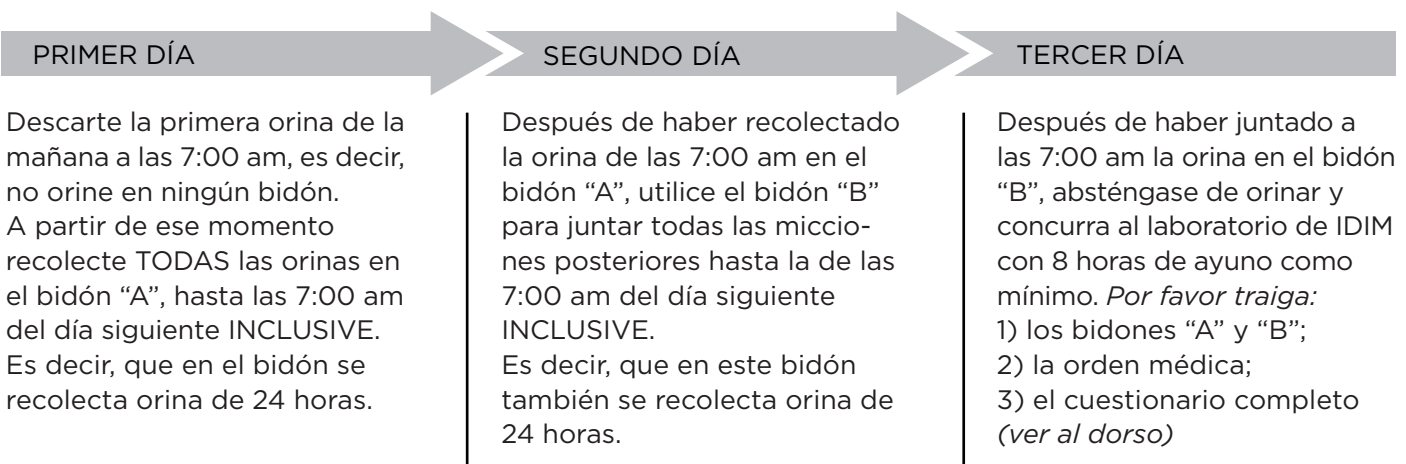 PRIMER DÍA
Descarte la primera orina de la
mañana a las 7:00 am, es decir,
no orine en ningún bidón.
A partir de ese momento
recolecte TODAS las orinas en
el bidón “A”, hasta las 7:00 am
del día siguiente INCLUSIVE.
Es decir, que en el bidón se
recolecta orina de 24 horas.
SEGUNDO DÍA
Después de haber recolectado
la orina de las 7:00 am en el
bidón “A”, utilice el bidón “B”
para juntar todas las miccio-
nes posteriores hasta la de las
7:00 am del día siguiente
INCLUSIVE.
Es decir, que en este bidón
también se recolecta orina de
24 horas.
TERCER DÍA
Después de haber juntado a
las 7:00 am la orina en el bidón
“B”, absténgase de orinar y
concurra al laboratorio de IDIM
con 8 horas de ayuno como
mínimo. Por favor traiga:
1) los bidones “A” y “B”;
2) la orden médica;
3) el cuestionario completo
(ver al dorso)